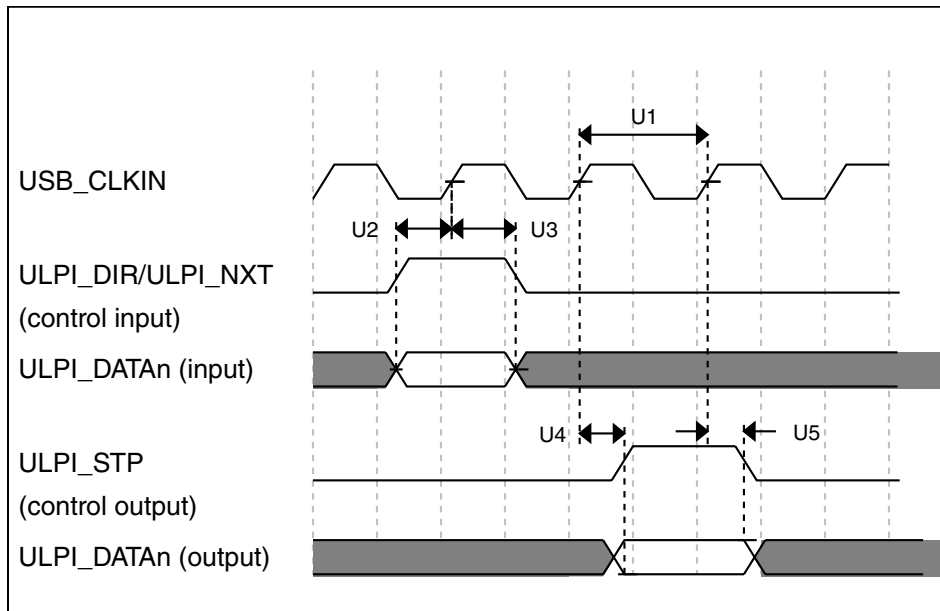 U1
USB_CLKIN
U2
U3
ULPI_DIR/ULPI_NXT
(control input)
ULPI_DATAn (input)
U4
U5
ULPI_STP
(control output)
ULPI_DATAn (output)